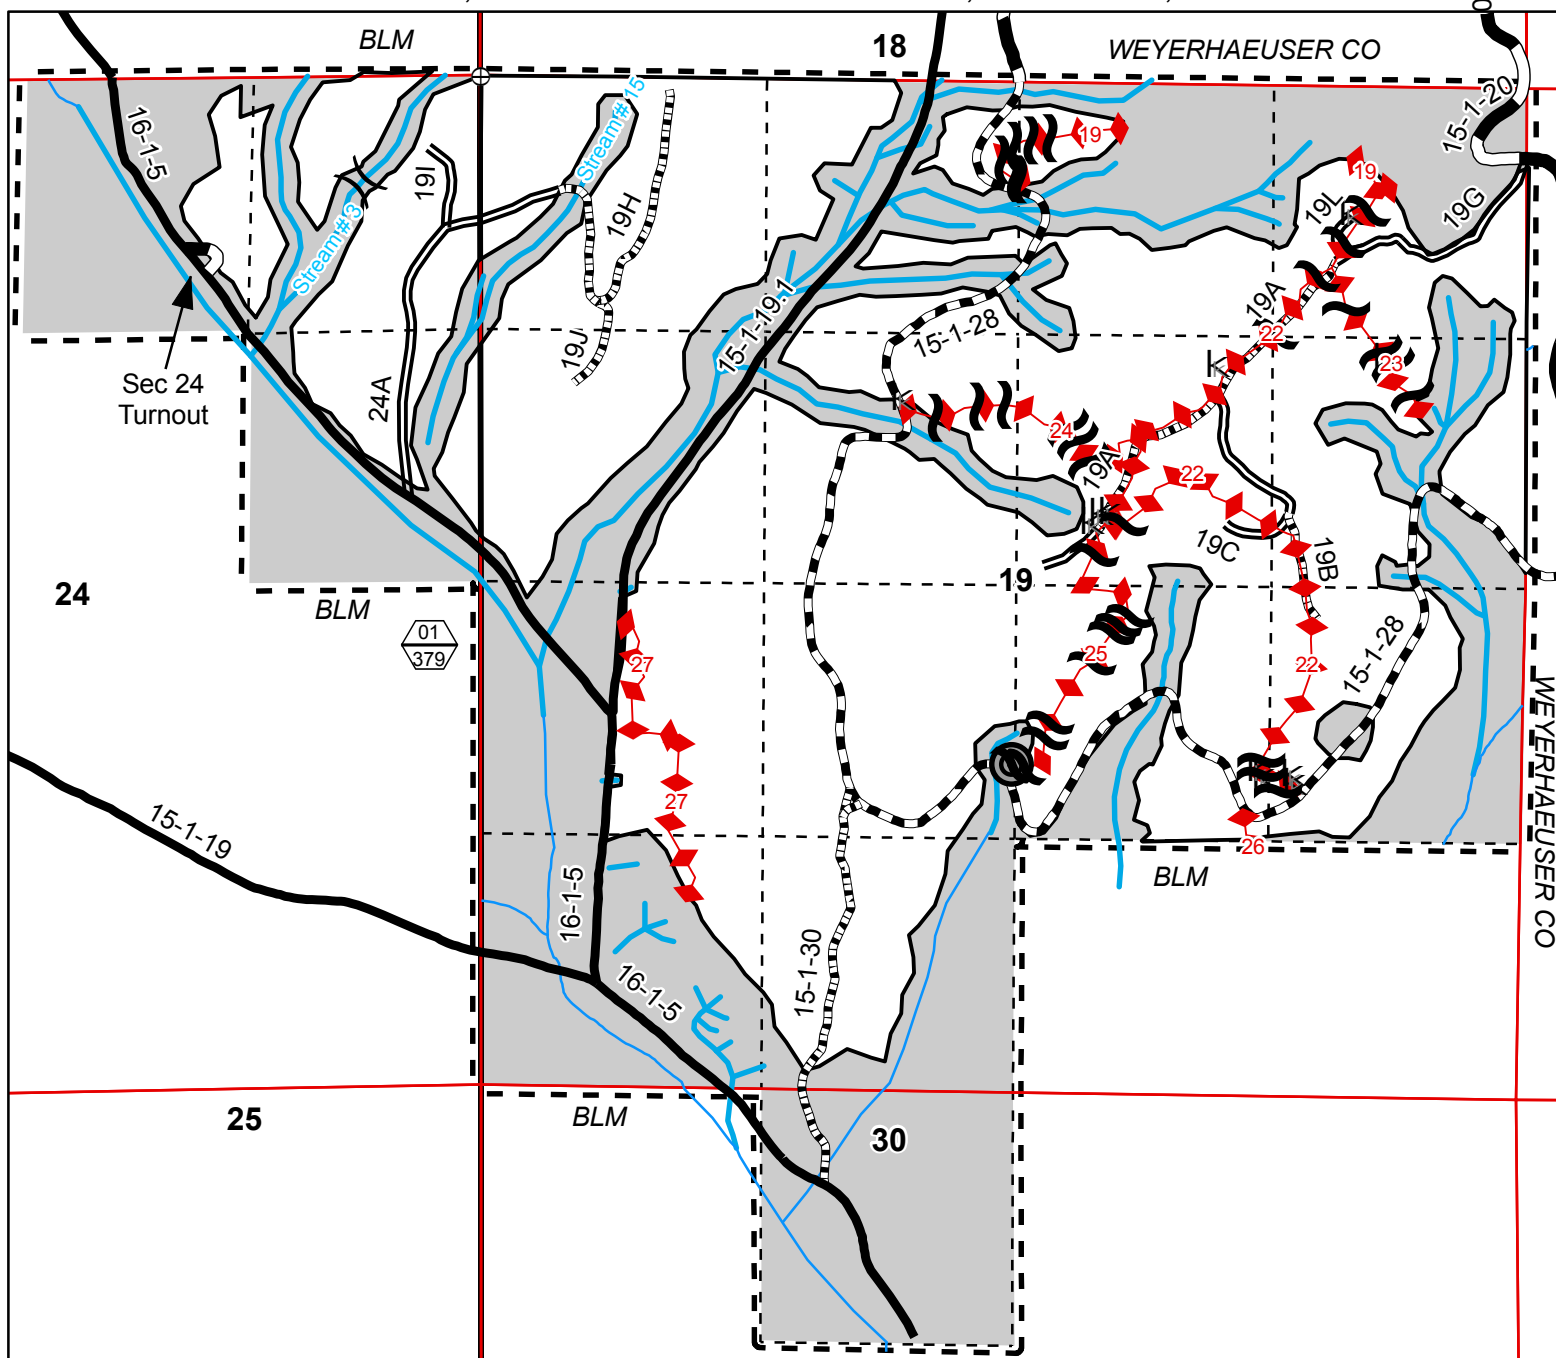 BLM
18
WEYERHAEUSER CO
15-1-20
16-1-5
Stream# 15
19
19I
19H
19
19L
19G
Stream# 3
15-1-19.1
19A
15-1-28
22
19J
23
Sec 24
Turnout
24A
24
19A
22
19C
19B
19
24
BLM
01
379
27
25
22
15-1-28
WEYERHAEUSER CO
27
15-1-19
26
BLM
16-1-5
15-1-30
16-1-5
25
BLM
30